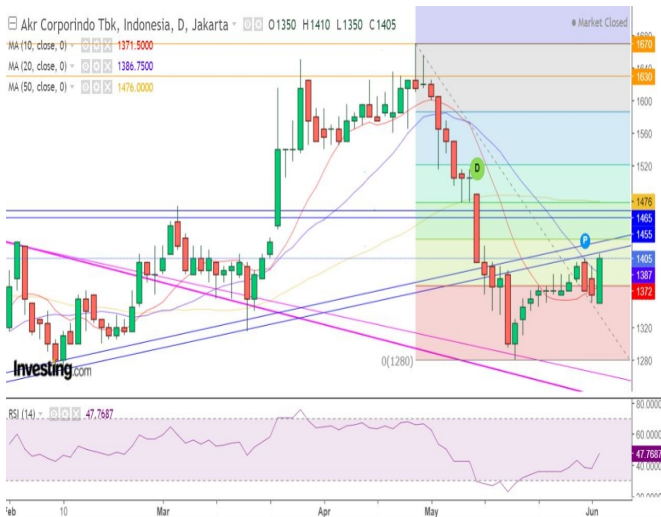 Akr Corporindo Tbk, Indonesia, D, Jakarta O1350 H1410 L1350 C1405
Market Closed
MA (10, close, 0) 1371.5000
MA (20, close, 0) 1386.7500
MA (50, close, 0) 1476.0000
1670
1640
1630
1600
1560
1520
1476
1465
1455
1405
1387
1372
1320
1280
D
P
0(1280)
Investing.com
RSI (14) 47.7687
80.0000
60.0000
47.7687
40.0000
20.0000
Feb 10 Mar Apr May Jun